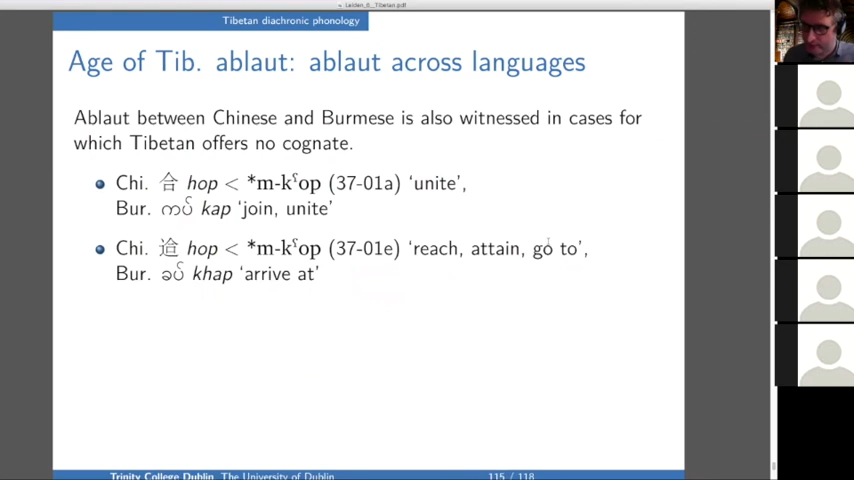 Leiden_8__Tibetan.pdf
Tibetan diachronic phonology
Age of Tib. ablaut: ablaut across languages
Ablaut between Chinese and Burmese is also witnessed in cases for
which Tibetan offers no cognate.
Chi. 合 hop < *m-kˤop (37-01a) ‘unite’,
Bur. ကပ် kap ‘join, unite’
Chi. 迨 hop < *m-kˤop (37-01e) ‘reach, attain, go to’,
Bur. ခပ် khap ‘arrive at’
Trinity College Dublin, The University of Dublin
115 / 118